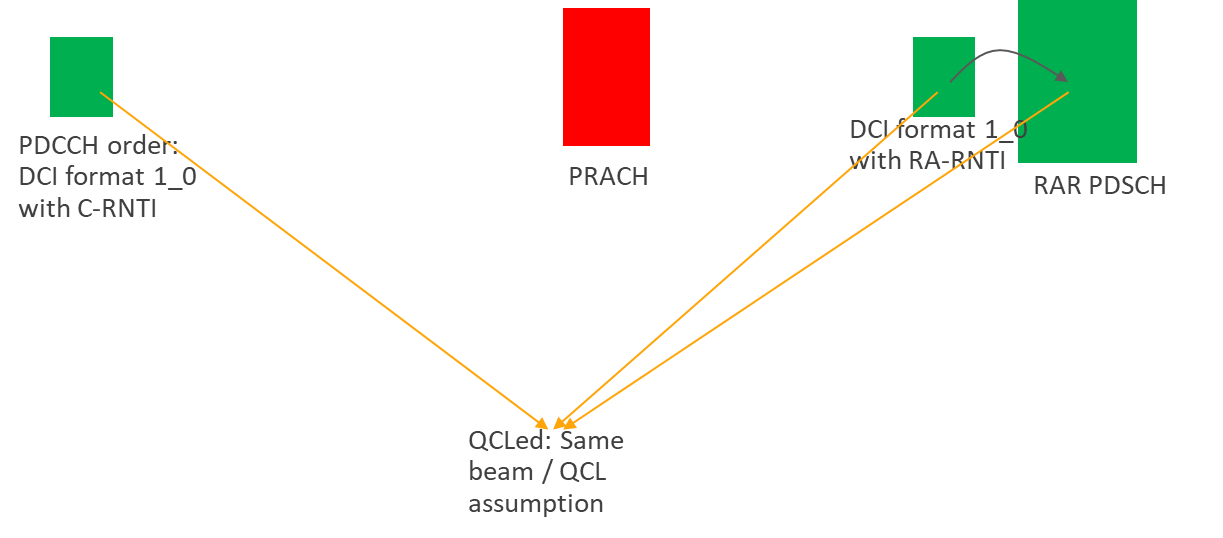 PDCCH order:
DCI format 1_0
with C-RNTI
PRACH
DCI format 1_0
with RA-RNTI
RAR PDSCH
QCLed: Same
beam / QCL
assumption